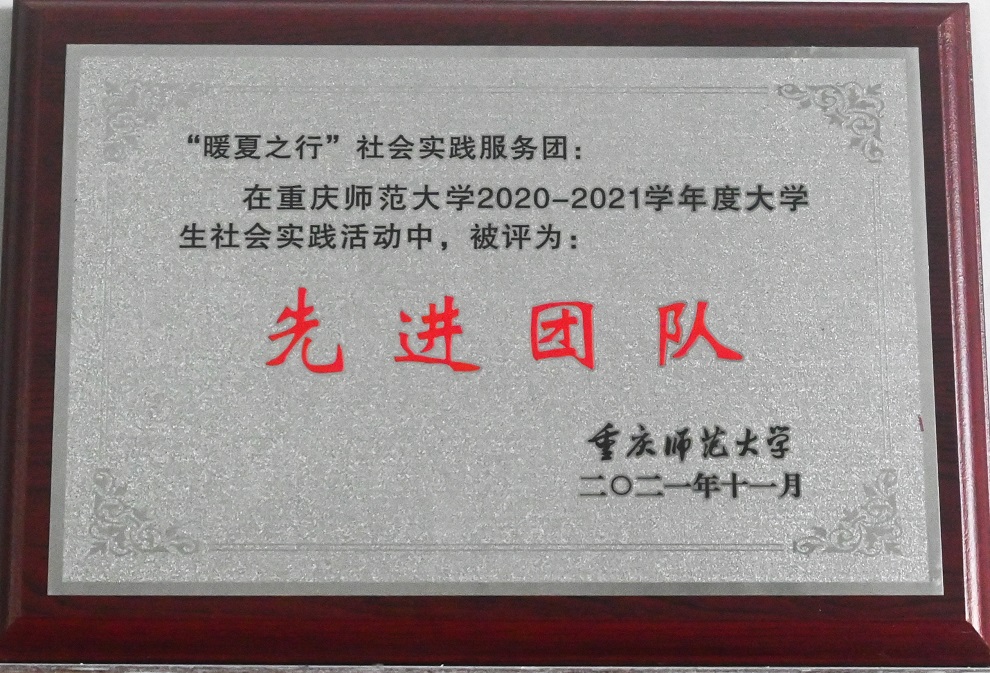 “暖夏之行”社会实践服务团：
在重庆师范大学2020-2021学年度大学
生社会实践活动中，被评为：
先进团队
重庆师范大学
二〇二一年十一月